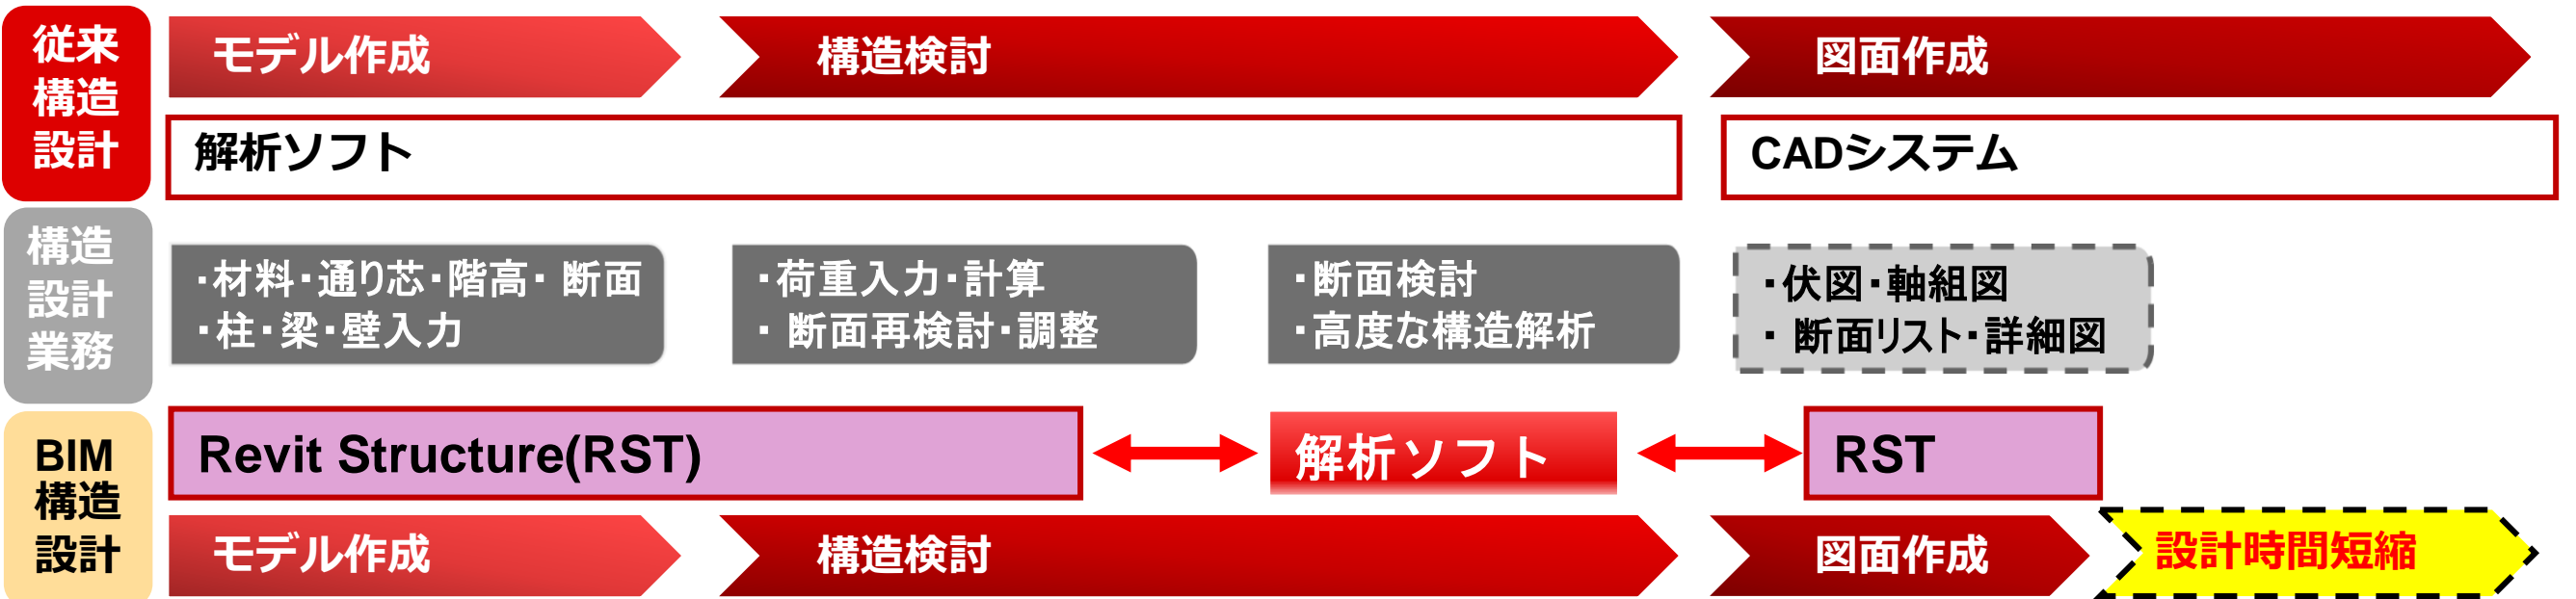 従来
構造
設計
モデル作成
構造検討
図面作成
解析ソフト
CADシステム
構造
設計
業務
・材料・通り芯・階高・ 断面
・柱・梁・壁入力
・荷重入力・計算
・ 断面再検討・調整
・断面検討
・高度な構造解析
・伏図・軸組図
・ 断面リスト・詳細図
BIM
構造
設計
Revit Structure(RST)
解析ソフト
RST
モデル作成
構造検討
図面作成
設計時間短縮